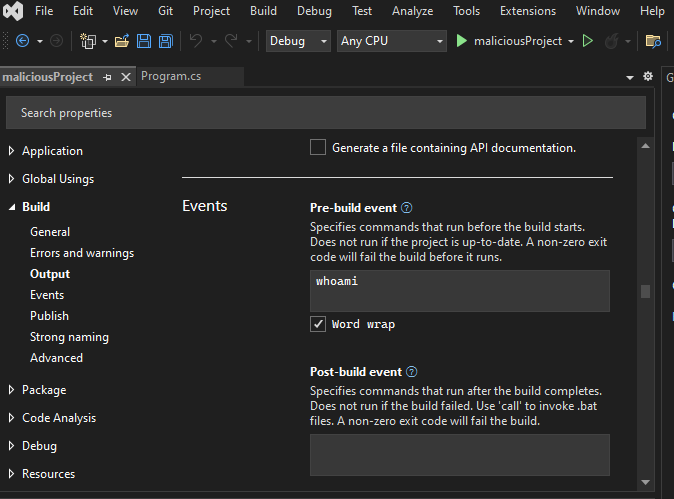 File Edit View Git Project Build Debug Test Analyze Tools Extensions Window Help
Debug Any CPU maliciousProject
maliciousProject Program.cs
Search properties
Application
Global Usings
Build
General
Errors and warnings
Output
Events
Publish
Strong naming
Advanced
Package
Code Analysis
Debug
Resources
Generate a file containing API documentation.
Events
Pre-build event
Specifies commands that run before the build starts.
Does not run if the project is up-to-date. A non-zero exit
code will fail the build before it runs.
whoami
Word wrap
Post-build event
Specifies commands that run after the build completes.
Does not run if the build failed. Use 'call' to invoke .bat
files. A non-zero exit code will fail the build.